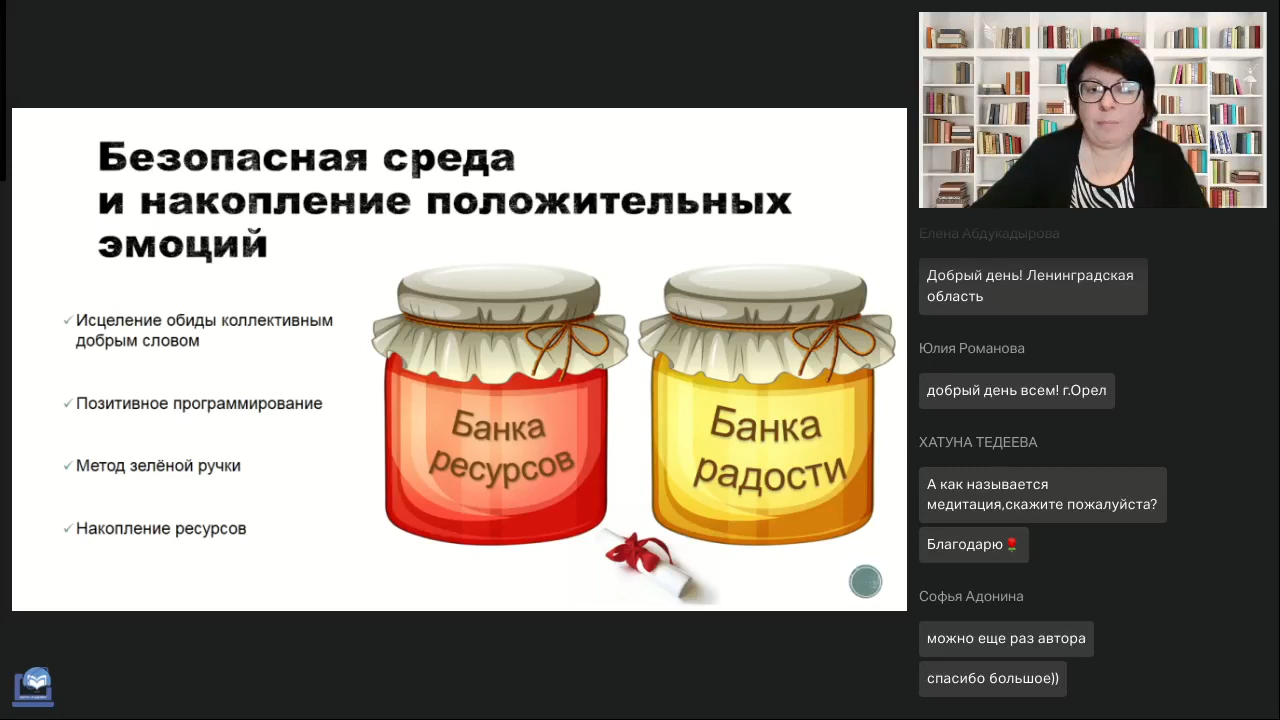 Безопасная среда
и накопление положительных
эмоций
Исцеление обиды коллективным
добрым словом
Позитивное программирование
Метод зелёной ручки
Накопление ресурсов
Банка
ресурсов
Банка
радости
Елена Абдукадырова
Добрый день! Ленинградская
область
Юлия Романова
добрый день всем! г.Орел
ХАТУНА ТЕДЕЕВА
А как называется
медитация,скажите пожалуйста?
Благодарю🌹
Софья Адонина
можно еще раз автора
спасибо большое))